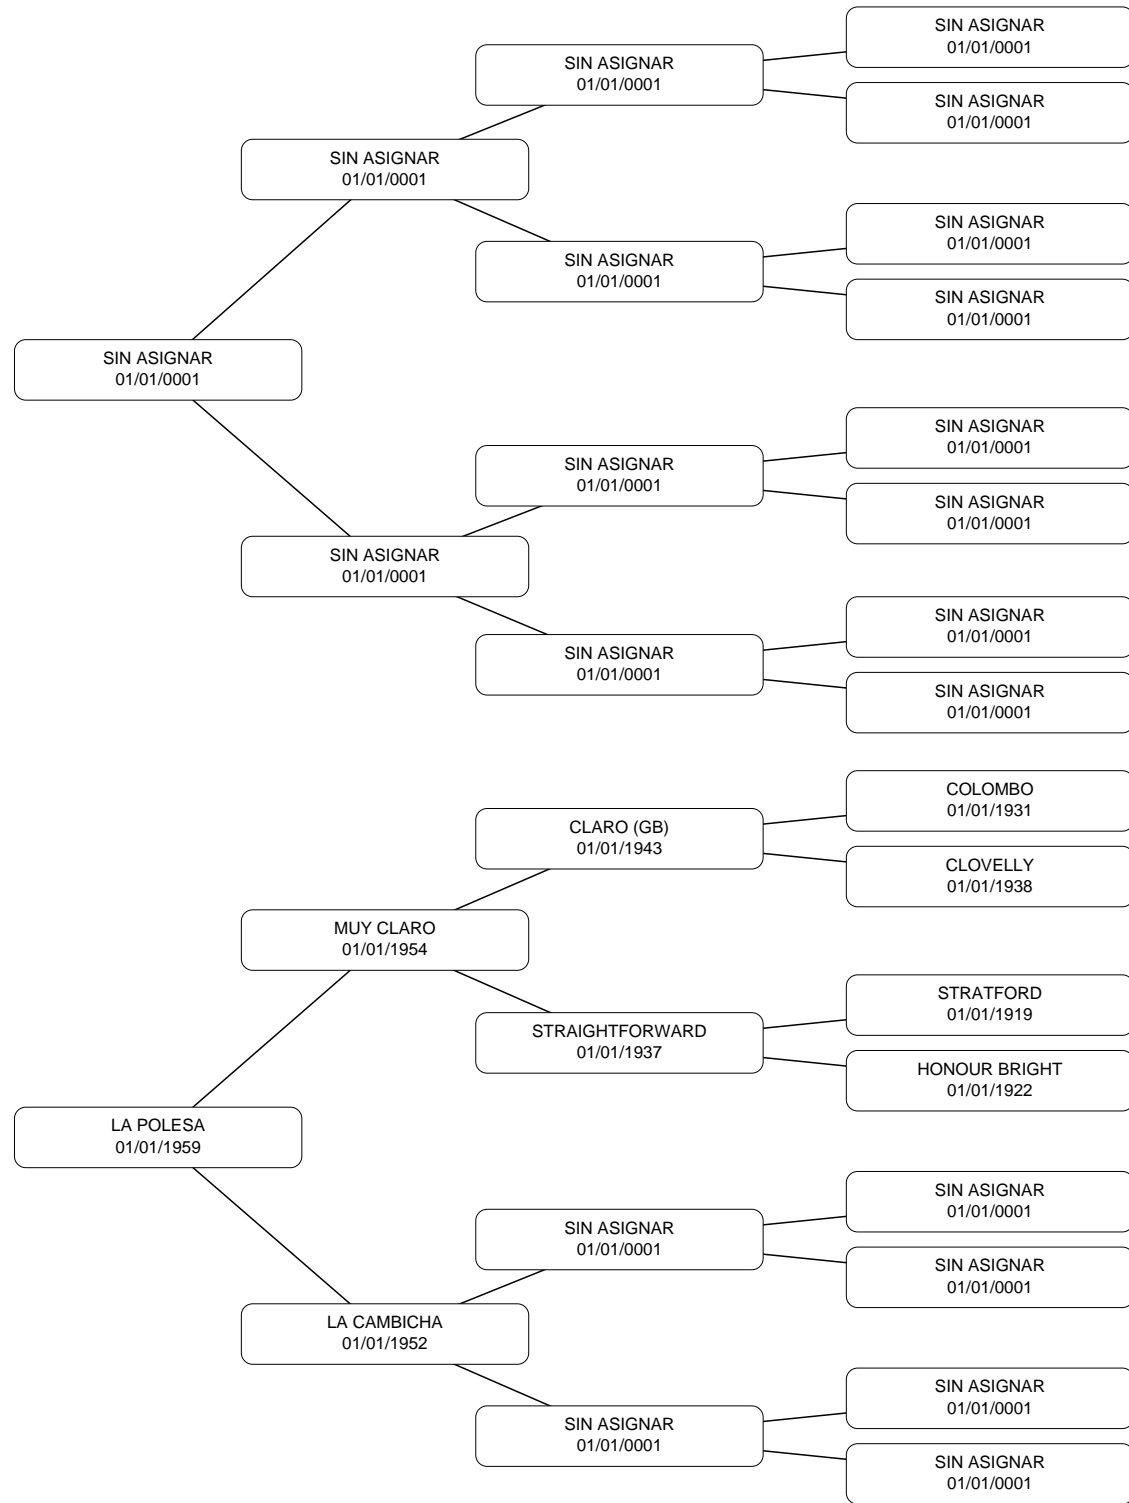 SIN ASIGNAR
01/01/0001
SIN ASIGNAR
01/01/0001
SIN ASIGNAR
01/01/0001
SIN ASIGNAR
01/01/0001
SIN ASIGNAR
01/01/0001
SIN ASIGNAR
01/01/0001
SIN ASIGNAR
01/01/0001
SIN ASIGNAR
01/01/0001
SIN ASIGNAR
01/01/0001
SIN ASIGNAR
01/01/0001
SIN ASIGNAR
01/01/0001
SIN ASIGNAR
01/01/0001
SIN ASIGNAR
01/01/0001
SIN ASIGNAR
01/01/0001
SIN ASIGNAR
01/01/0001
COLOMBO
01/01/1931
CLARO (GB)
01/01/1943
CLOVELLY
01/01/1938
MUY CLARO
01/01/1954
STRATFORD
01/01/1919
STRAIGHTFORWARD
01/01/1937
HONOUR BRIGHT
01/01/1922
LA POLESA
01/01/1959
SIN ASIGNAR
01/01/0001
SIN ASIGNAR
01/01/0001
SIN ASIGNAR
01/01/0001
LA CAMBICHA
01/01/1952
SIN ASIGNAR
01/01/0001
SIN ASIGNAR
01/01/0001
SIN ASIGNAR
01/01/0001